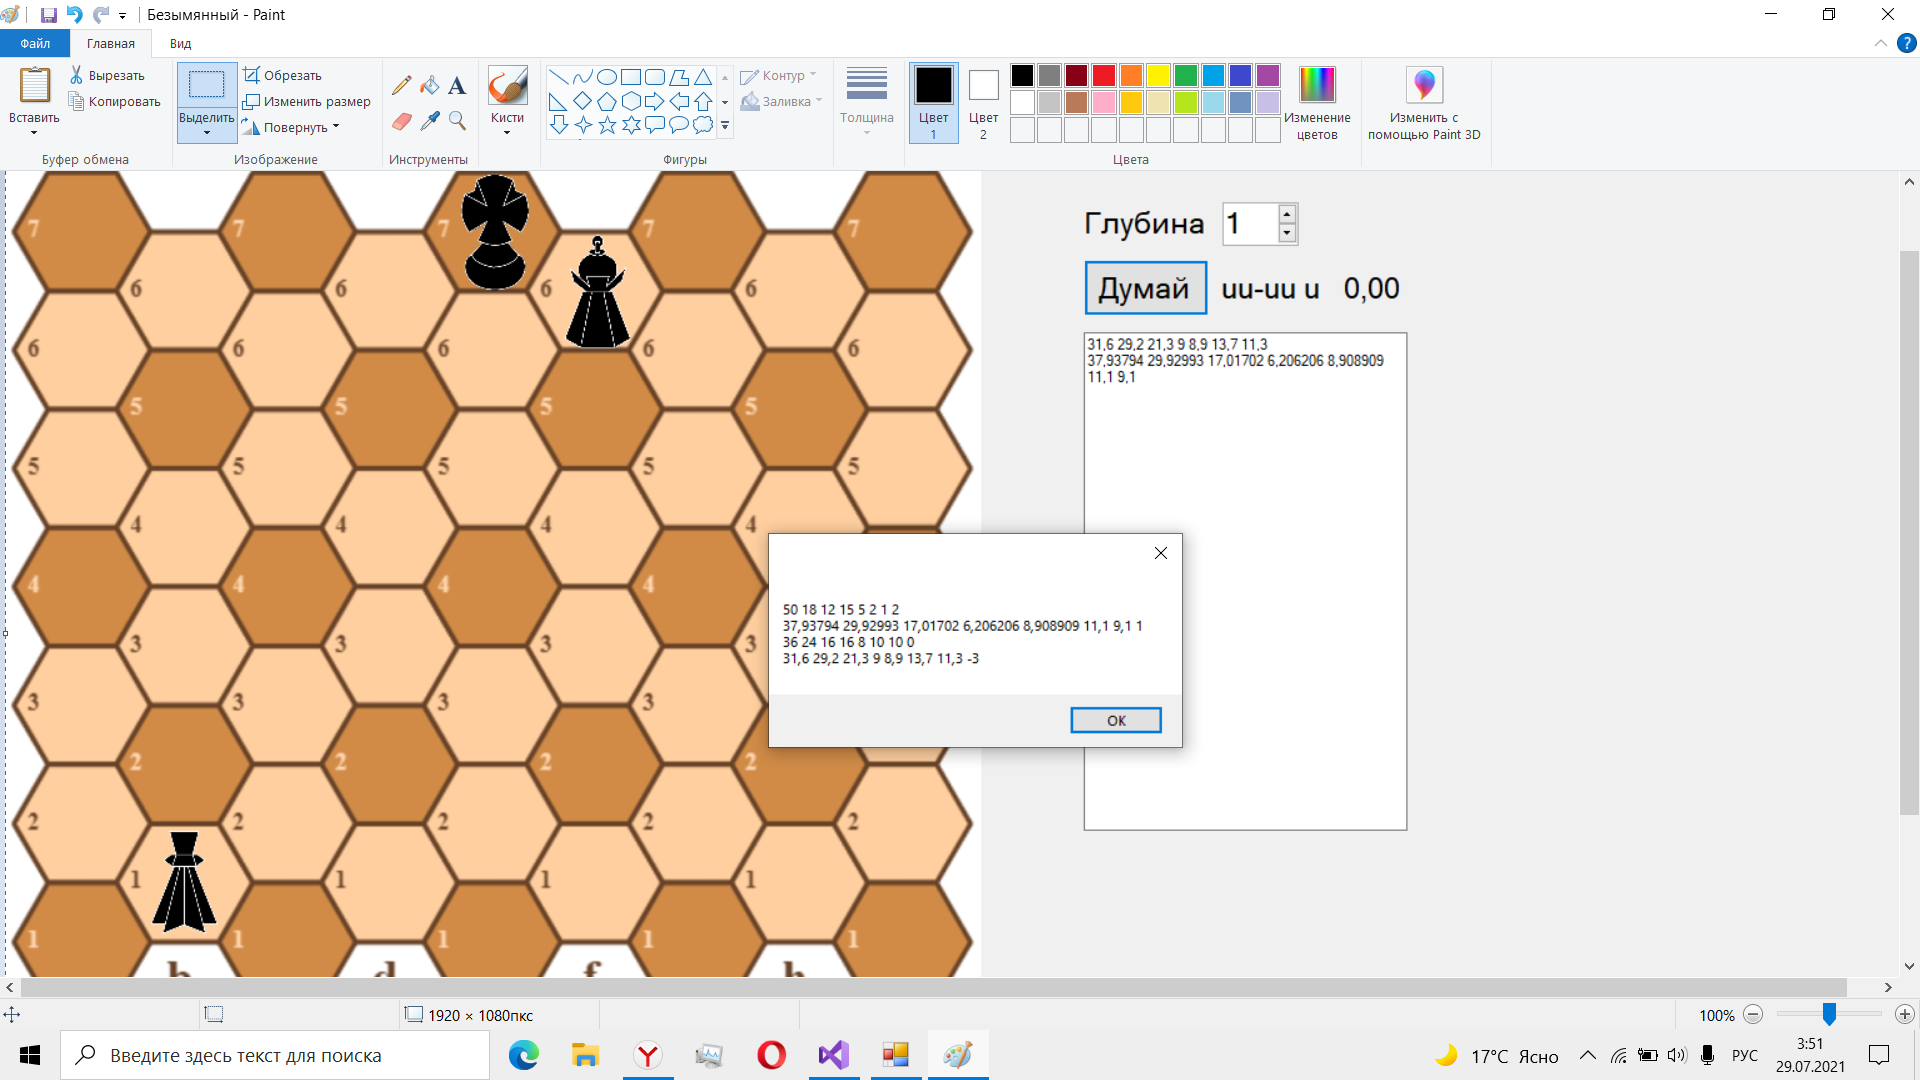 Безымянный - Paint
Файл Главная Вид
Вставить
Вырезать
Копировать
Буфер обмена
Выделить
Обрезать
Изменить размер
Повернуть
Изображение
A
Инструменты
Кисти
Контур
Заливка
Фигуры
Толщина
Цвет 1
Цвет 2
Изменение цветов
Цвета
Изменить с помощью Paint 3D
7 7 7 7 7
6 6 6 6
6 6 6 6
5 5 5 5
5 5 5 5 5
4 4 4 4
4 4 4 4
3 3 3 3
3 3 3 3
2 2 2 2
2 2 2 2 2
1 1 1 1
1 1 1 1 1
b d f h
Глубина 1
Думай uu-uu u 0,00
31,6 29,2 21,3 9 8,9 13,7 11,3
37,93794 29,92993 17,01702 6,206206 8,908909
11,1 9,1
50 18 12 15 5 2 1 2
37,93794 29,92993 17,01702 6,206206 8,908909 11,1 9,1 1
36 24 16 16 8 10 10 0
31,6 29,2 21,3 9 8,9 13,7 11,3 -3
ОК
1920 × 1080пкс
100%
Введите здесь текст для поиска
17°C Ясно
РУС
3:51
29.07.2021